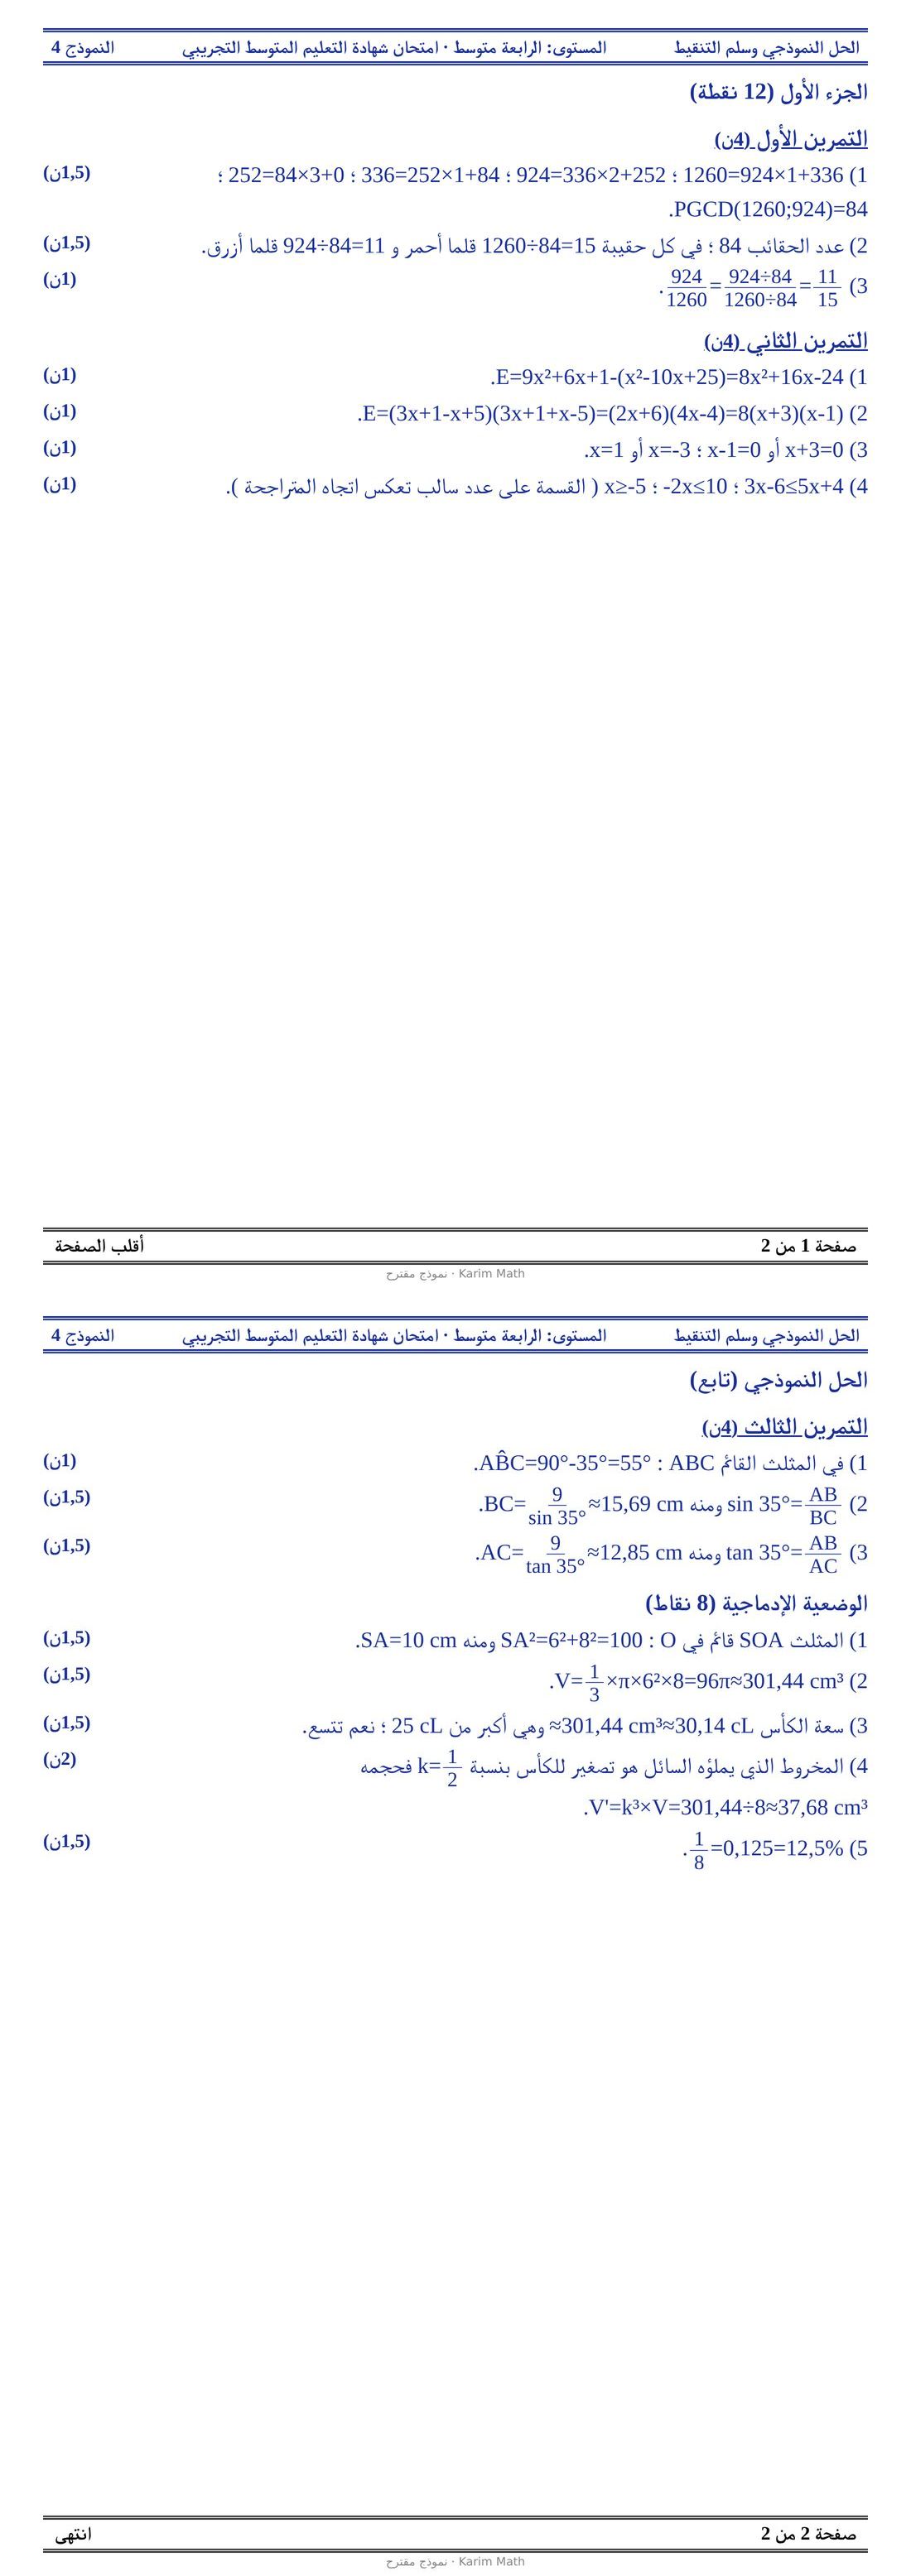 الحل النموذجي وسلم التنقيط المستوى: الرابعة متوسط · امتحان شهادة التعليم المتوسط التجريبي النموذج 4
الجزء الأول (12 نقطة)
التمرين الأول (4ن)
1) 1260=924×1+336 ؛ 924=336×2+252 ؛ 336=252×1+84 ؛ 252=84×3+0 ؛ (1,5ن)
PGCD(1260;924)=84.
2) عدد الحقائب 84 ؛ في كل حقيبة 1260÷84=15 قلما أحمر و 924÷84=11 قلما أزرق. (1,5ن)
3) 924/1260=924÷84/1260÷84=11/15. (1ن)
التمرين الثاني (4ن)
1) E=9x²+6x+1-(x²-10x+25)=8x²+16x-24. (1ن)
2) E=(3x+1-x+5)(3x+1+x-5)=(2x+6)(4x-4)=8(x+3)(x-1). (1ن)
3) x+3=0 أو x-1=0 ؛ x=-3 أو x=1. (1ن)
4) 3x-6≤5x+4 ؛ -2x≤10 ؛ x≥-5 ( القسمة على عدد سالب تعكس اتجاه المتراجحة ). (1ن)
صفحة 1 من 2 أقلب الصفحة
Karim Math · نموذج مقترح
الحل النموذجي وسلم التنقيط المستوى: الرابعة متوسط · امتحان شهادة التعليم المتوسط التجريبي النموذج 4
الحل النموذجي (تابع)
التمرين الثالث (4ن)
1) في المثلث القائم ABC : AB̂C=90°-35°=55°. (1ن)
2) sin 35°=AB/BC ومنه BC=9/sin 35°≈15,69 cm. (1,5ن)
3) tan 35°=AB/AC ومنه AC=9/tan 35°≈12,85 cm. (1,5ن)
الوضعية الإدماجية (8 نقاط)
1) المثلث SOA قائم في O : SA²=6²+8²=100 ومنه SA=10 cm. (1,5ن)
2) V=1/3×π×6²×8=96π≈301,44 cm³. (1,5ن)
3) سعة الكأس ≈301,44 cm³≈30,14 cL وهي أكبر من 25 cL ؛ نعم تتسع. (1,5ن)
4) المخروط الذي يملؤه السائل هو تصغير للكأس بنسبة k=1/2 فحجمه (2ن)
V'=k³×V=301,44÷8≈37,68 cm³.
5) 1/8=0,125=12,5%. (1,5ن)
صفحة 2 من 2 انتهى
Karim Math · نموذج مقترح